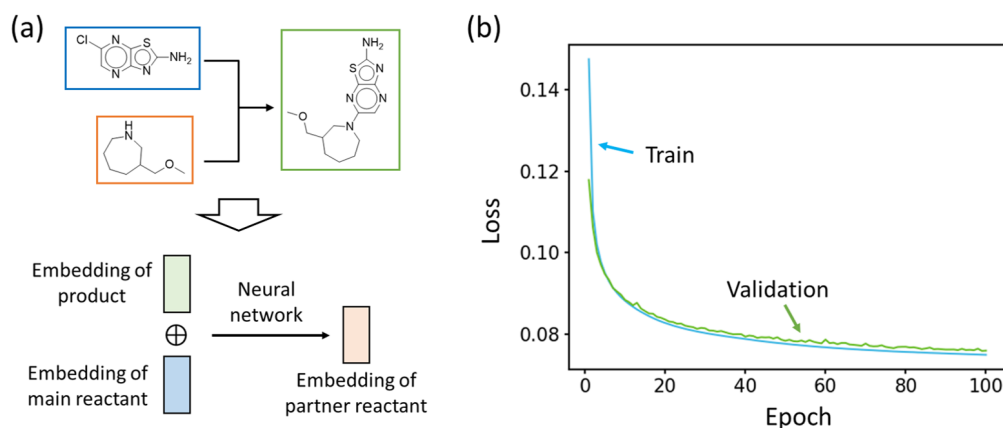 (a)
Cl
N
S
N
N
NH₂
H
N
O
NH₂
S
N
N
N
O
N
Embedding of
product
⊕
Embedding of
main reactant
Neural
network
Embedding of
partner reactant
(b)
Loss
0.14
0.12
0.10
0.08
Train
Validation
0
20
40
60
80
100
Epoch